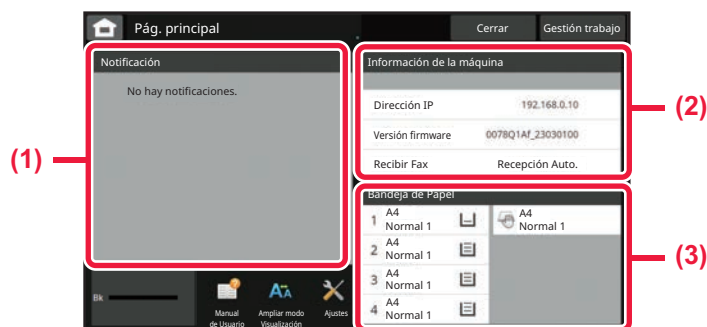 Pág. principal
Cerrar
Gestión trabajo
Notificación
No hay notificaciones.
(1)
Información de la máquina
Dirección IP 192.168.0.10
Versión firmware 0078Q1Af_23030100
Recibir Fax Recepción Auto.
(2)
Bandeja de Papel
1 A4
Normal 1
2 A4
Normal 1
3 A4
Normal 1
4 A4
Normal 1
A4
Normal 1
(3)
Bk
Manual
de Usuario
Ampliar modo
Visualización
Ajustes